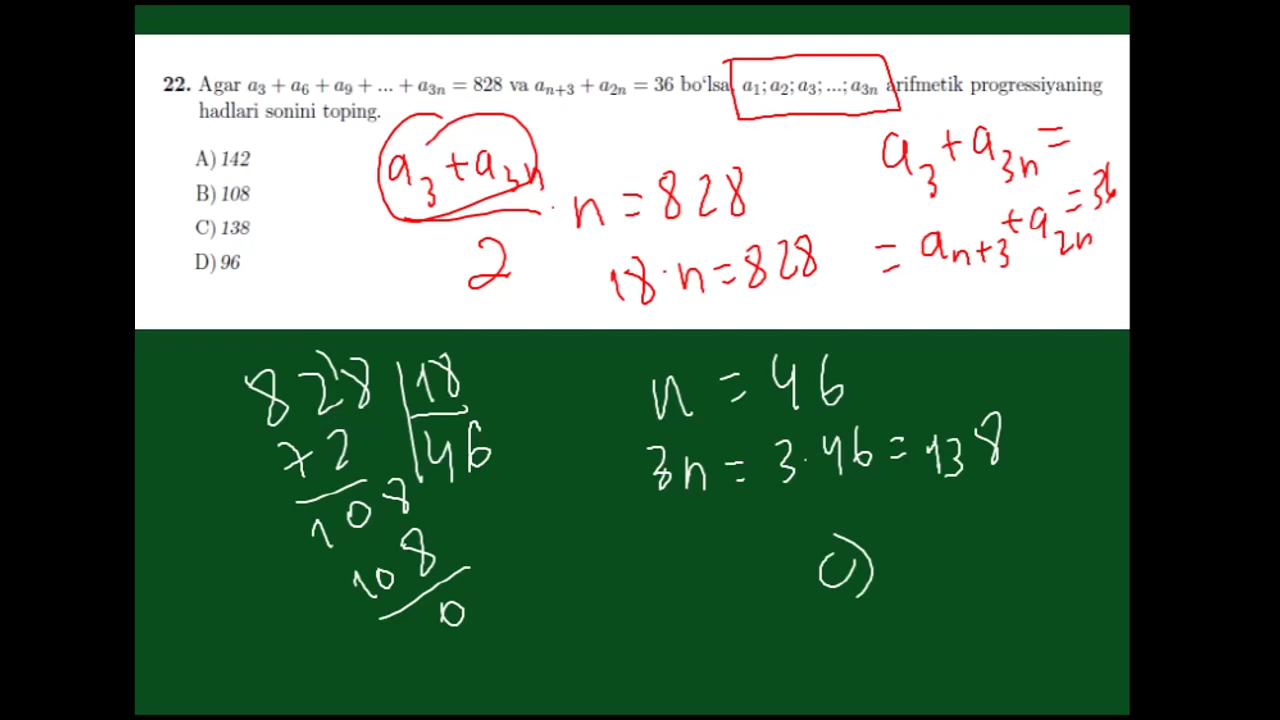 22. Agar a₃ + a₆ + a₉ + ... + a₃ₙ = 828 va aₙ₊₃ + a₂ₙ = 36 bo‘lsa, a₁; a₂; a₃; ...; a₃ₙ arifmetik progressiyaning
hadlari sonini toping.
A) 142
B) 108
C) 138
D) 96
(a₃ + a₃ₙ)/2 · n = 828
18 · n = 828
a₃ + a₃ₙ =
= aₙ₊₃ + a₂ₙ = 36
828 | 18
72 | 46
108
108
0
n = 46
3n = 3 · 46 = 138
C)